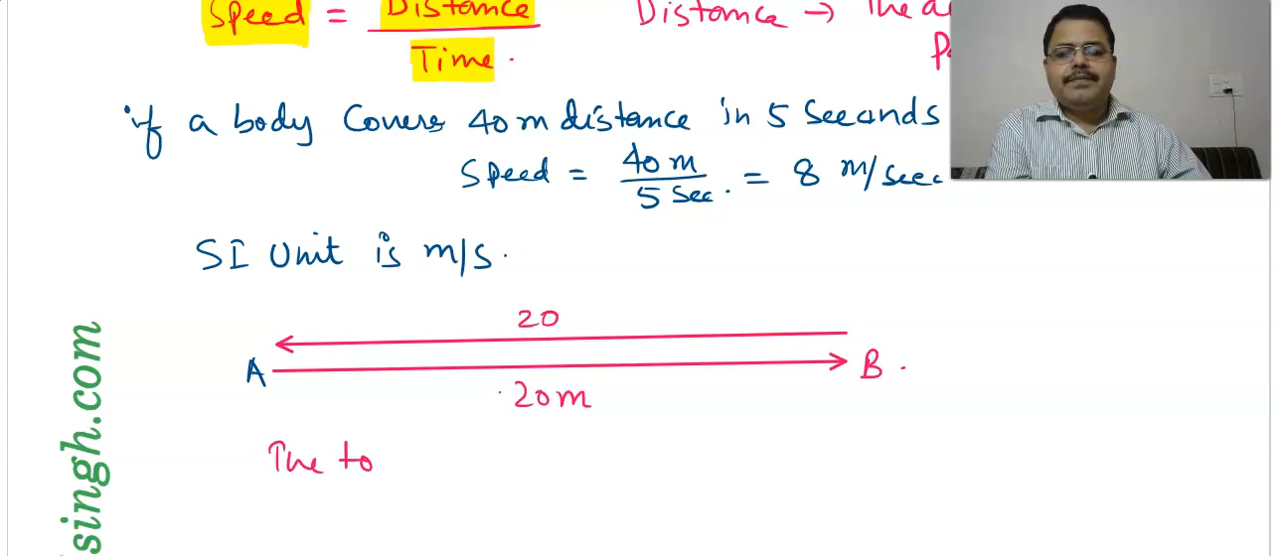 Speed = Distance / Time.
Distance → The
if a body Covers 40 m distance in 5 Seconds
Speed = 40 m / 5 Sec. = 8 m/sec
SI Unit is m/s.
20
A B.
20m
The to
singh.com